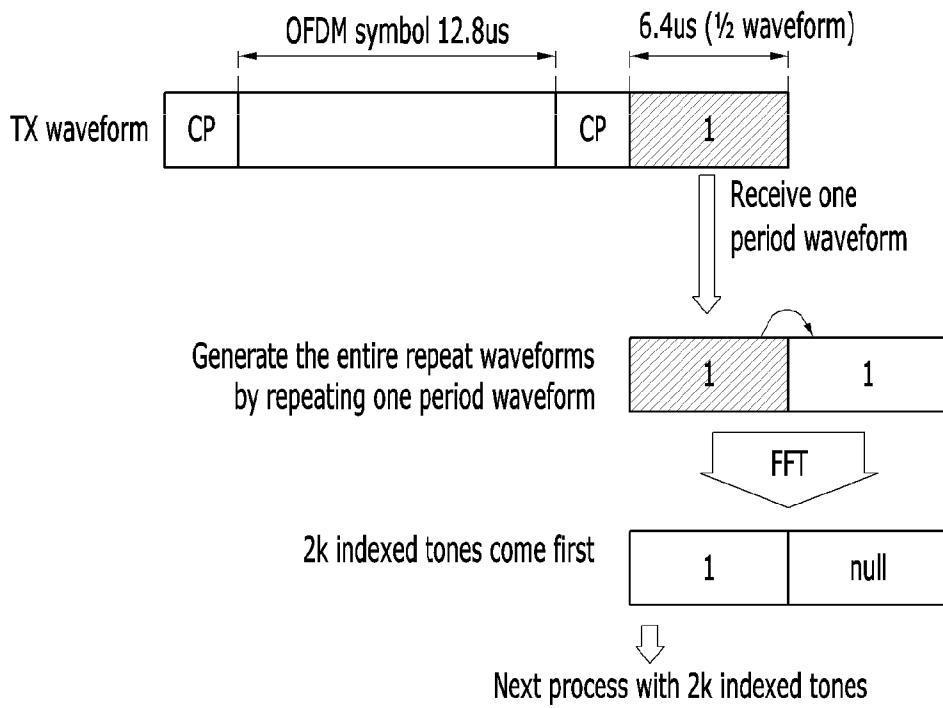 OFDM symbol 12.8us
6.4us (½ waveform)
TX waveform
CP
CP
1
Receive one
period waveform
Generate the entire repeat waveforms
by repeating one period waveform
1
1
FFT
2k indexed tones come first
1
null
Next process with 2k indexed tones